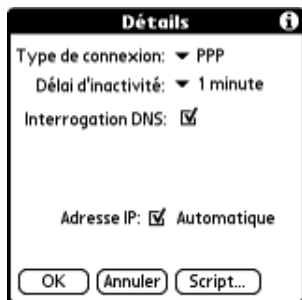 Détails
Type de connexion: PPP
Délai d'inactivité: 1 minute
Interrogation DNS:
Adresse IP: Automatique
OK Annuler Script...